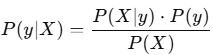 P(y|X) = \frac{P(X|y) \cdot P(y)}{P(X)}